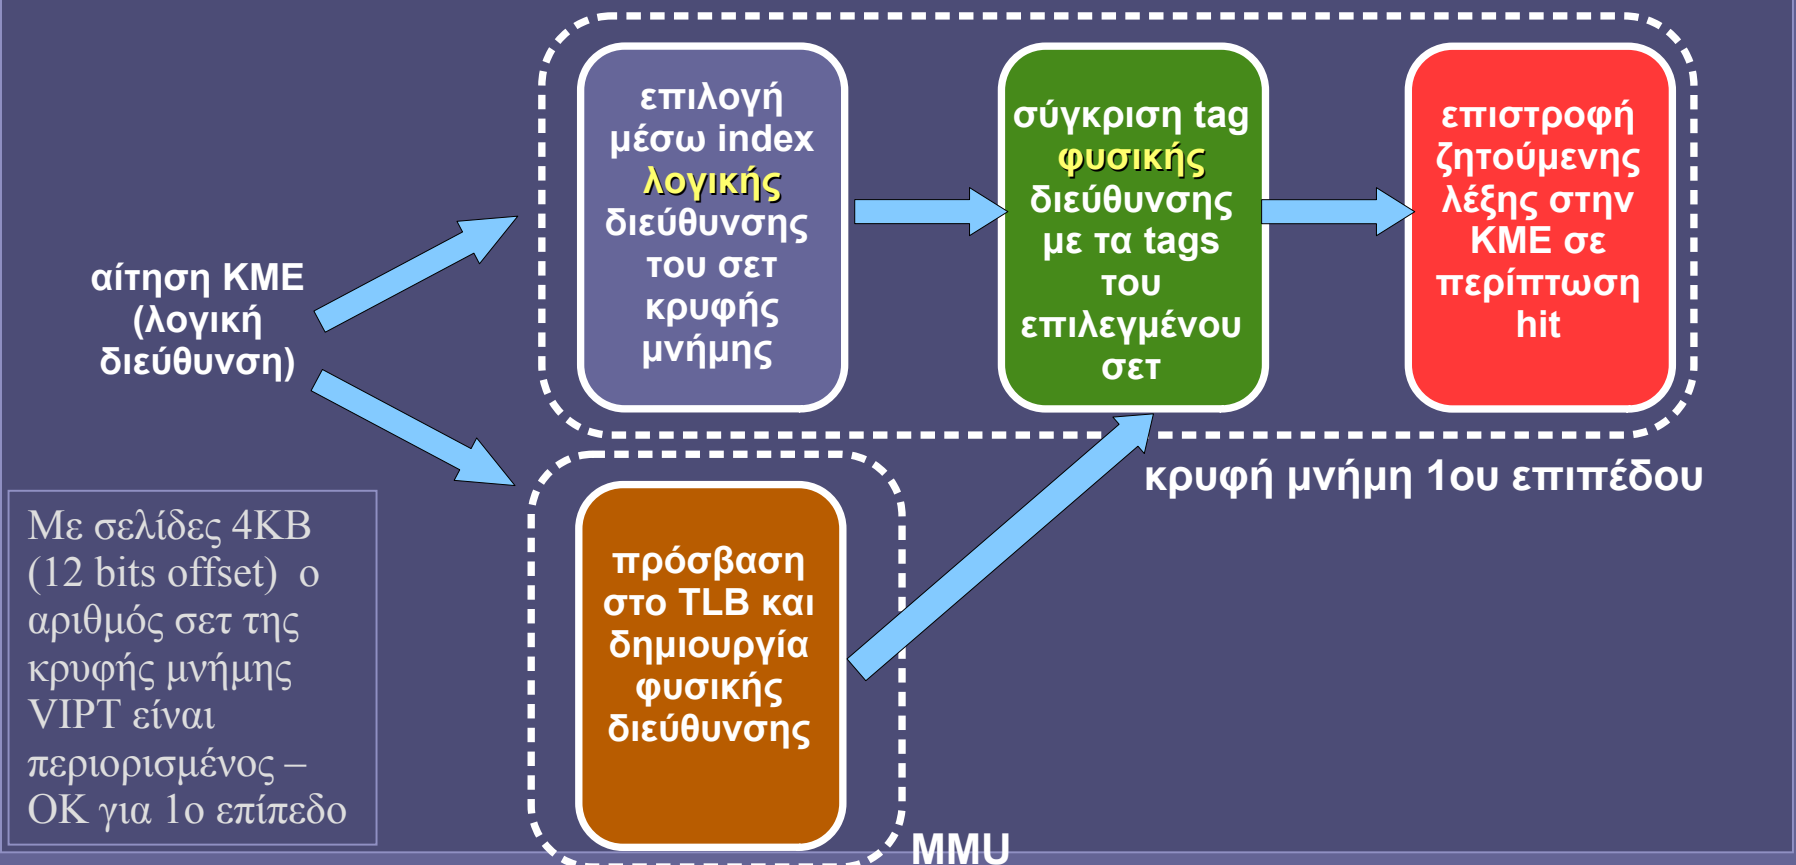 επιλογή
μέσω index
λογικής
διεύθυνσης
του σετ
κρυφής
μνήμης
σύγκριση tag
φυσικής
διεύθυνσης
με τα tags
του
επιλεγμένου
σετ
επιστροφή
ζητούμενης
λέξης στην
ΚΜΕ σε
περίπτωση
hit
αίτηση ΚΜΕ
(λογική
διεύθυνση)
κρυφή μνήμη 1ου επιπέδου
Με σελίδες 4KB
(12 bits offset) ο
αριθμός σετ της
κρυφής μνήμης
VIPT είναι
περιορισμένος –
ΟΚ για 1ο επίπεδο
πρόσβαση
στο TLB και
δημιουργία
φυσικής
διεύθυνσης
MMU